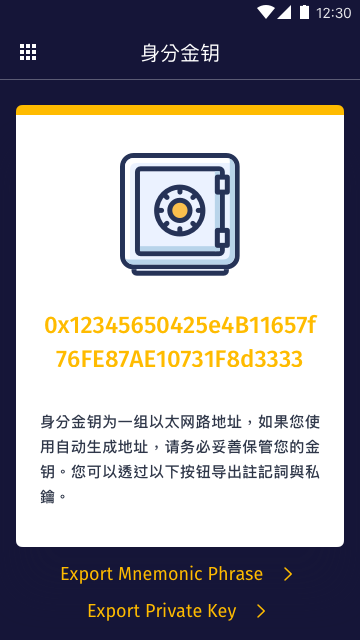 12:30
身分金钥
0x12345650425e4B11657f
76FE87AE10731F8d3333
身分金钥为一组以太网路地址，如果您使
用自动生成地址，请务必妥善保管您的金
钥。您可以透过以下按钮导出註記詞與私
鑰。
Export Mnemonic Phrase
Export Private Key